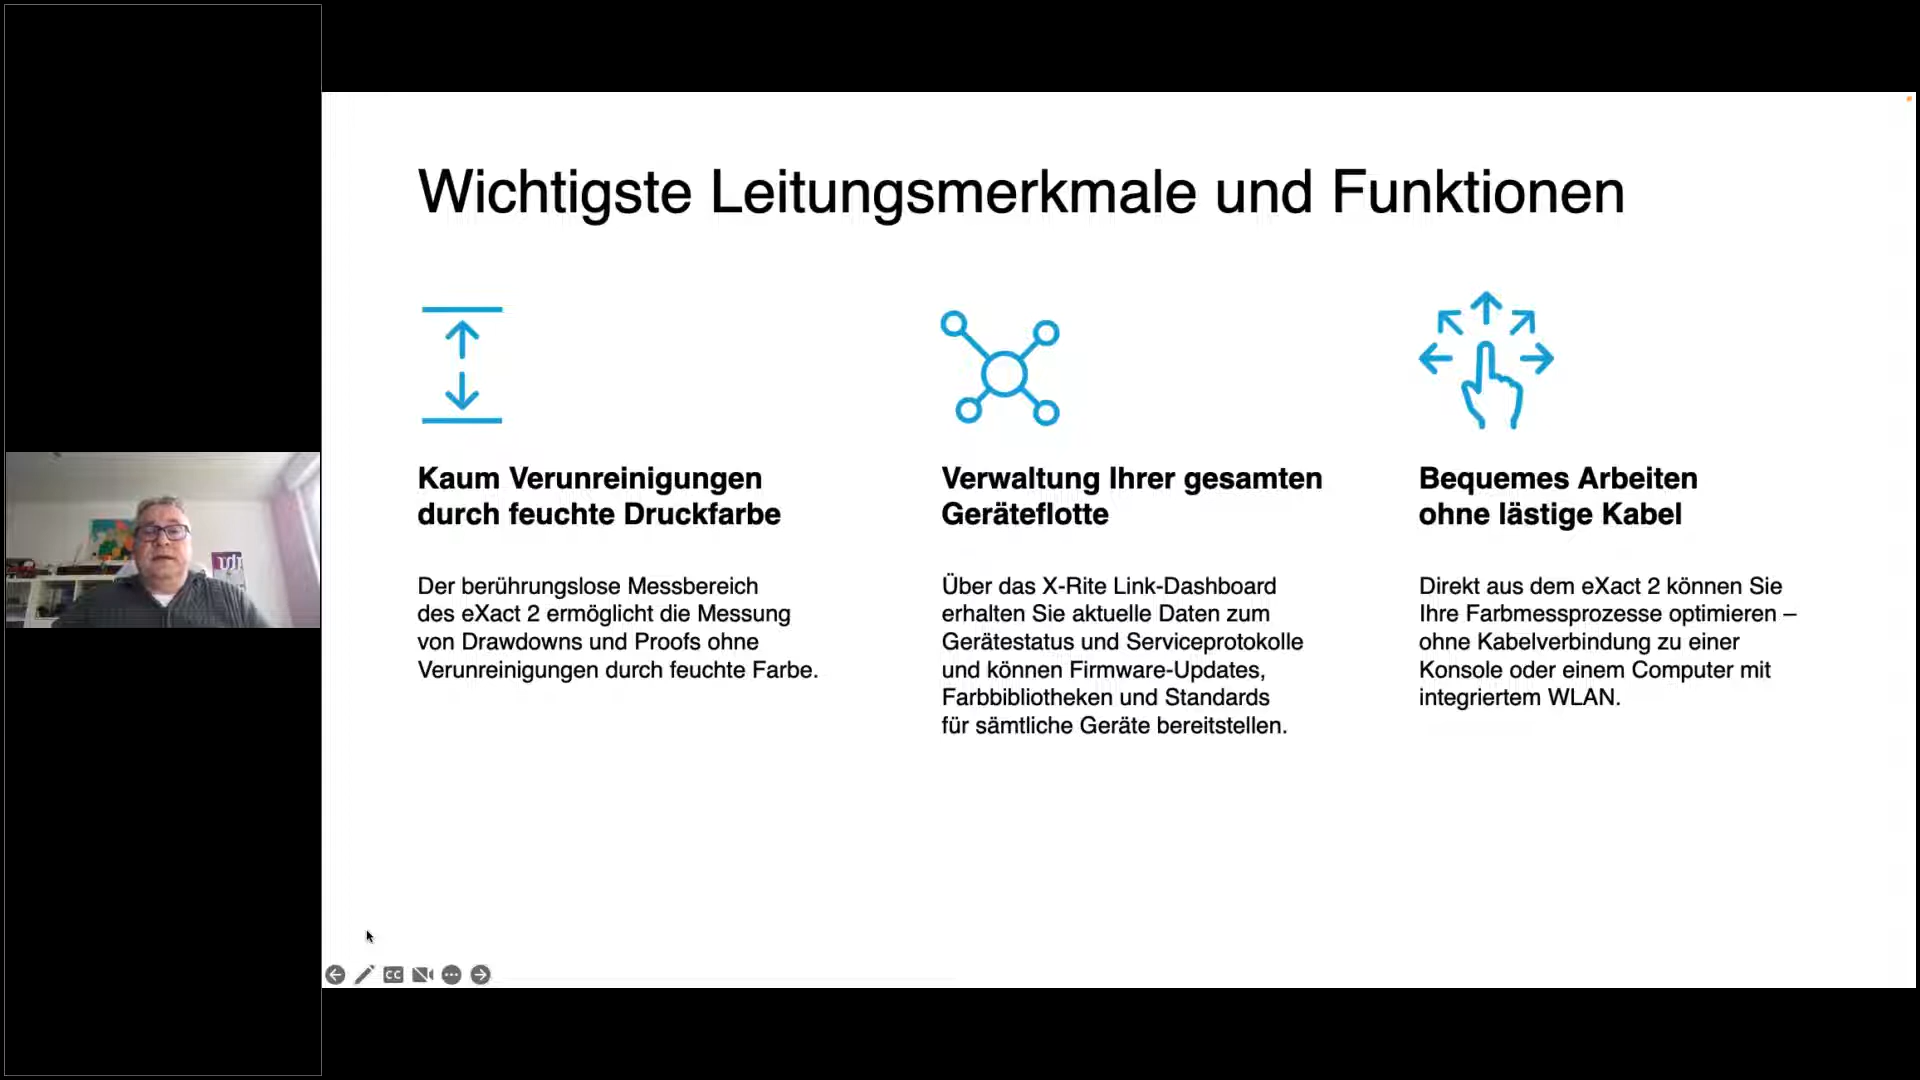 Wichtigste Leitungsmerkmale und Funktionen
Kaum Verunreinigungen
durch feuchte Druckfarbe
Der berührungslose Messbereich
des eXact 2 ermöglicht die Messung
von Drawdowns und Proofs ohne
Verunreinigungen durch feuchte Farbe.
Verwaltung Ihrer gesamten
Geräteflotte
Über das X-Rite Link-Dashboard
erhalten Sie aktuelle Daten zum
Gerätestatus und Serviceprotokolle
und können Firmware-Updates,
Farbbibliotheken und Standards
für sämtliche Geräte bereitstellen.
Bequemes Arbeiten
ohne lästige Kabel
Direkt aus dem eXact 2 können Sie
Ihre Farbmessprozesse optimieren –
ohne Kabelverbindung zu einer
Konsole oder einem Computer mit
integriertem WLAN.
CC